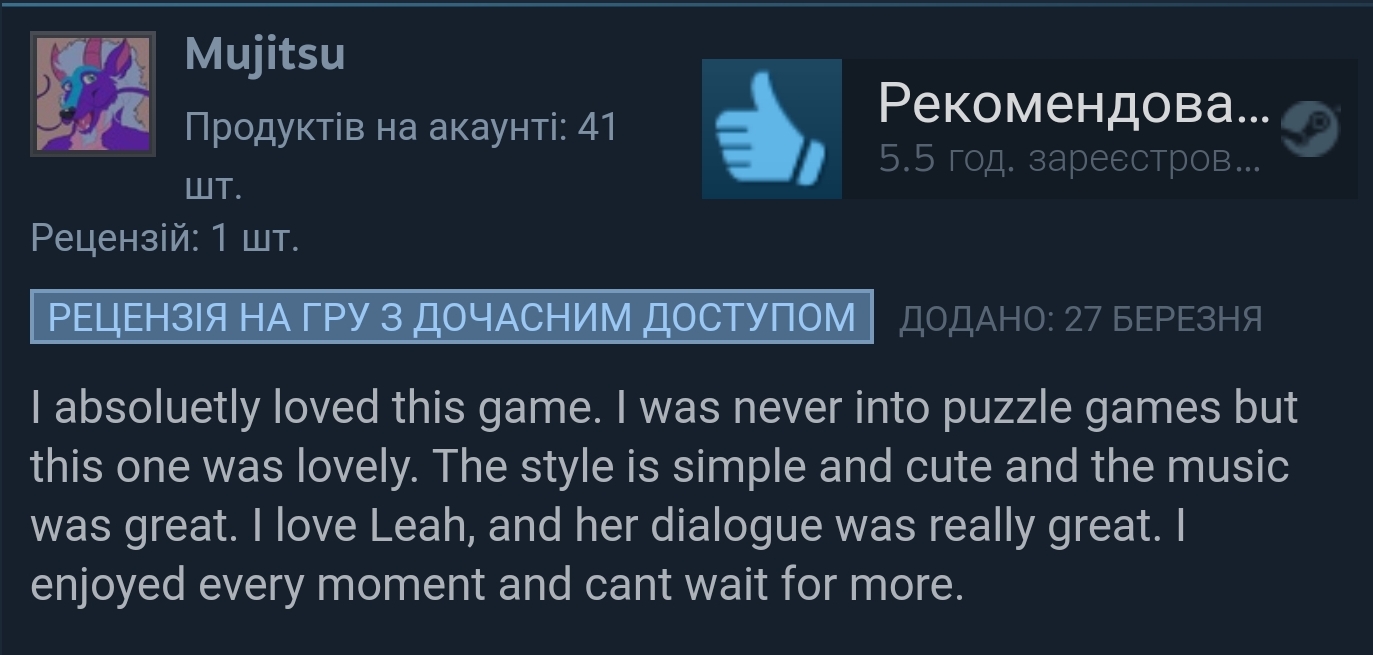 Mujitsu
Продуктів на акаунті: 41
шт.
Рецензій: 1 шт.
Рекомендова...
5.5 год. зареєстров...
РЕЦЕНЗІЯ НА ГРУ З ДОЧАСНИМ ДОСТУПОМ
ДОДАНО: 27 БЕРЕЗНЯ
I absoluetly loved this game. I was never into puzzle games but
this one was lovely. The style is simple and cute and the music
was great. I love Leah, and her dialogue was really great. I
enjoyed every moment and cant wait for more.